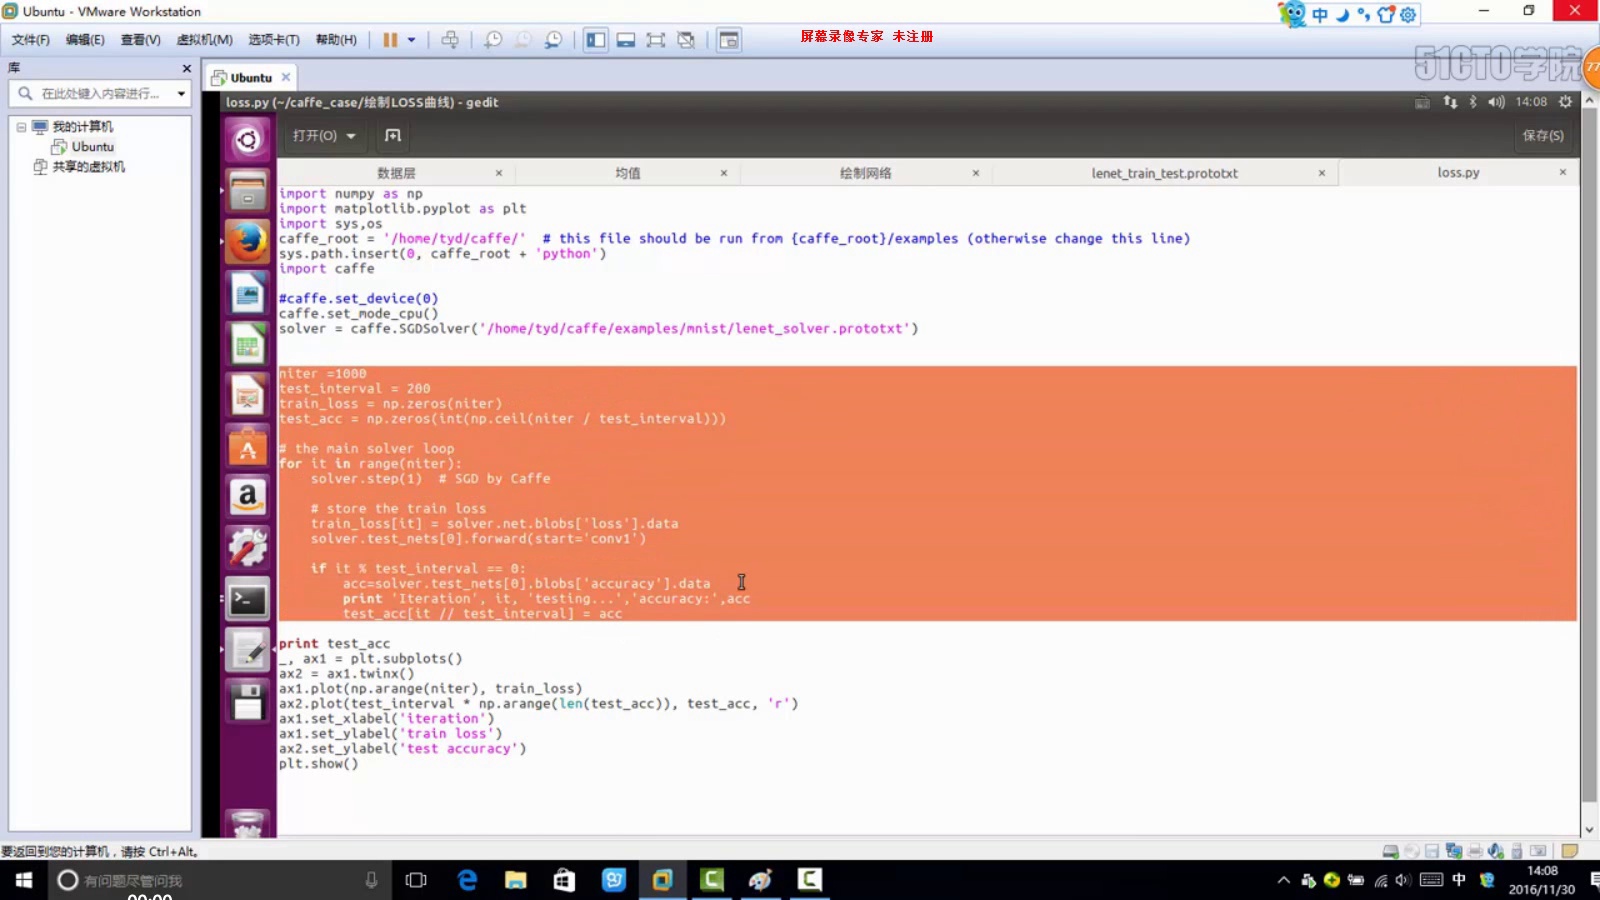 Ubuntu - VMware Workstation
中
文件(F) 编辑(E) 查看(V) 虚拟机(M) 选项卡(T) 帮助(H)
屏幕录像专家 未注册
51CTO学院
77
库
Ubuntu
在此处键入内容进行...
loss.py (~/caffe_case/绘制LOSS曲线) - gedit
14:08
我的计算机
Ubuntu
共享的虚拟机
打开(O)
保存(S)
数据层
均值
绘制网络
lenet_train_test.prototxt
loss.py
import numpy as np
import matplotlib.pyplot as plt
import sys,os
caffe_root = '/home/tyd/caffe/'  # this file should be run from {caffe_root}/examples (otherwise change this line)
sys.path.insert(0, caffe_root + 'python')
import caffe
#caffe.set_device(0)
caffe.set_mode_cpu()
solver = caffe.SGDSolver('/home/tyd/caffe/examples/mnist/lenet_solver.prototxt')
niter =1000
test_interval = 200
train_loss = np.zeros(niter)
test_acc = np.zeros(int(np.ceil(niter / test_interval)))
# the main solver loop
for it in range(niter):
    solver.step(1)  # SGD by Caffe
    # store the train loss
    train_loss[it] = solver.net.blobs['loss'].data
    solver.test_nets[0].forward(start='conv1')
    if it % test_interval == 0:
        acc=solver.test_nets[0].blobs['accuracy'].data
        print 'Iteration', it, 'testing...','accuracy:',acc
        test_acc[it // test_interval] = acc
print test_acc
_, ax1 = plt.subplots()
ax2 = ax1.twinx()
ax1.plot(np.arange(niter), train_loss)
ax2.plot(test_interval * np.arange(len(test_acc)), test_acc, 'r')
ax1.set_xlabel('iteration')
ax1.set_ylabel('train loss')
ax2.set_ylabel('test accuracy')
plt.show()
要返回到您的计算机，请按 Ctrl+Alt。
有问题尽管问我
中
14:08
2016/11/30
00:00